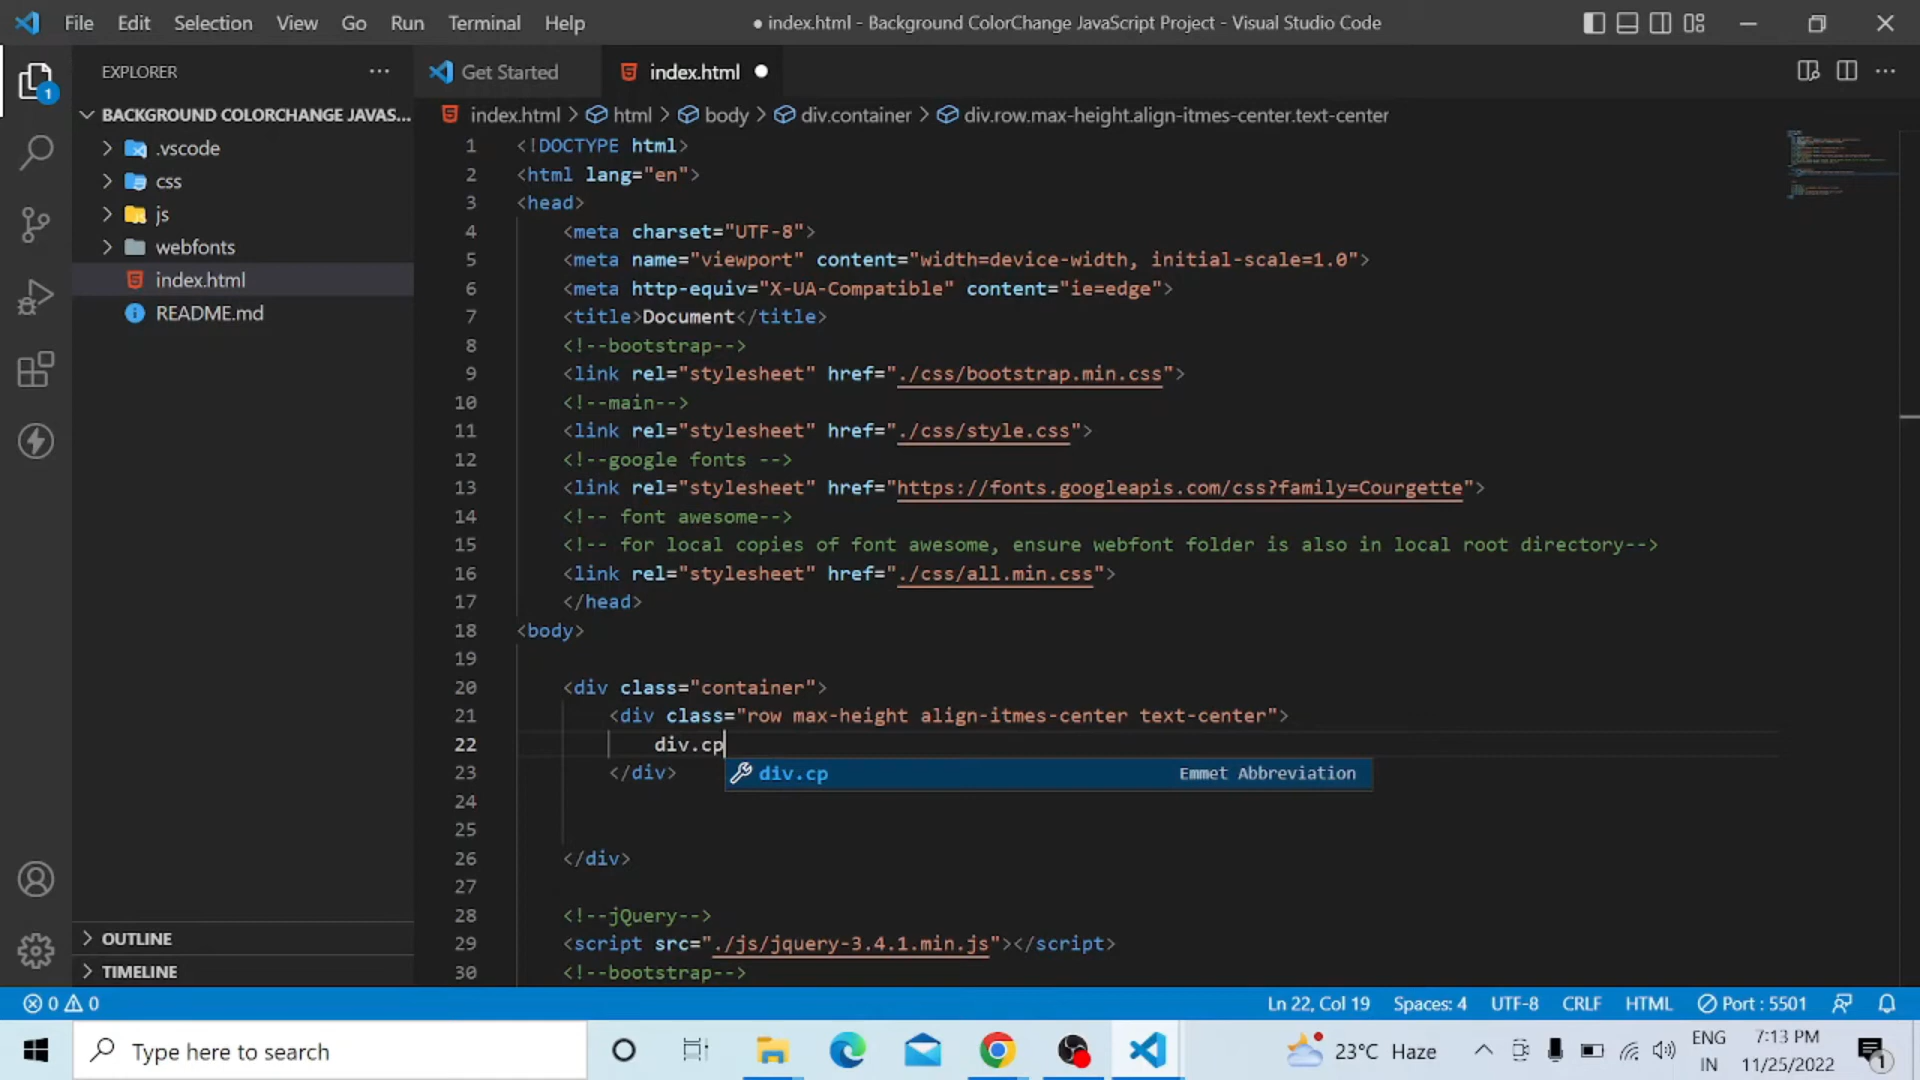 File Edit Selection View Go Run Terminal Help ● index.html - Background ColorChange JavaScript Project - Visual Studio Code
EXPLORER
Get Started
index.html
BACKGROUND COLORCHANGE JAVAS...
.vscode
css
js
webfonts
index.html
README.md
OUTLINE
TIMELINE
1
index.html > html > body > div.container > div.row.max-height.align-itmes-center.text-center
1 <!DOCTYPE html>
2 <html lang="en">
3 <head>
4 <meta charset="UTF-8">
5 <meta name="viewport" content="width=device-width, initial-scale=1.0">
6 <meta http-equiv="X-UA-Compatible" content="ie=edge">
7 <title>Document</title>
8 <!--bootstrap-->
9 <link rel="stylesheet" href="./css/bootstrap.min.css">
10 <!--main-->
11 <link rel="stylesheet" href="./css/style.css">
12 <!--google fonts -->
13 <link rel="stylesheet" href="https://fonts.googleapis.com/css?family=Courgette">
14 <!-- font awesome-->
15 <!-- for local copies of font awesome, ensure webfont folder is also in local root directory-->
16 <link rel="stylesheet" href="./css/all.min.css">
17 </head>
18 <body>
19
20 <div class="container">
21 <div class="row max-height align-itmes-center text-center">
22 div.cp
23 </div>
div.cp Emmet Abbreviation
24
25
26 </div>
27
28 <!--jQuery-->
29 <script src="./js/jquery-3.4.1.min.js"></script>
30 <!--bootstrap-->
0 0 Ln 22, Col 19 Spaces: 4 UTF-8 CRLF HTML Port : 5501
Type here to search
23°C Haze
ENG
IN
7:13 PM
11/25/2022
1